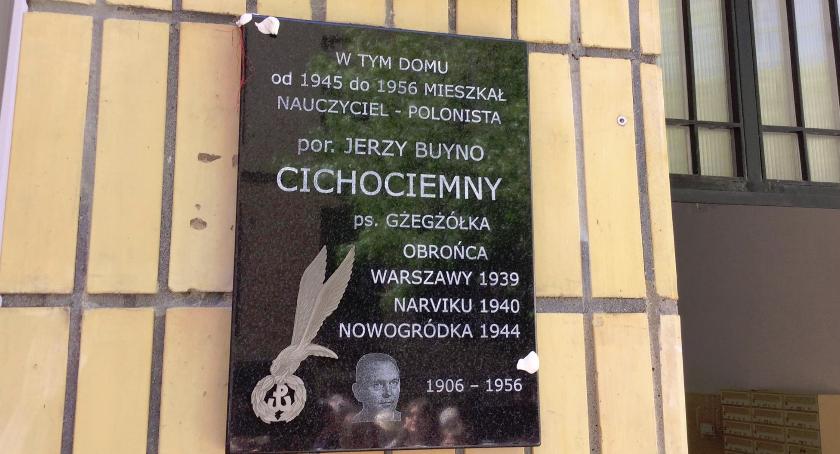 W TYM DOMU
od 1945 do 1956 MIESZKAŁ
NAUCZYCIEL - POLONISTA
por. JERZY BUYNO
CICHOCIEMNY
ps. GŻEGŻÓŁKA
OBROŃCA
WARSZAWY 1939
NARVIKU 1940
NOWOGRÓDKA 1944
1906 – 1956